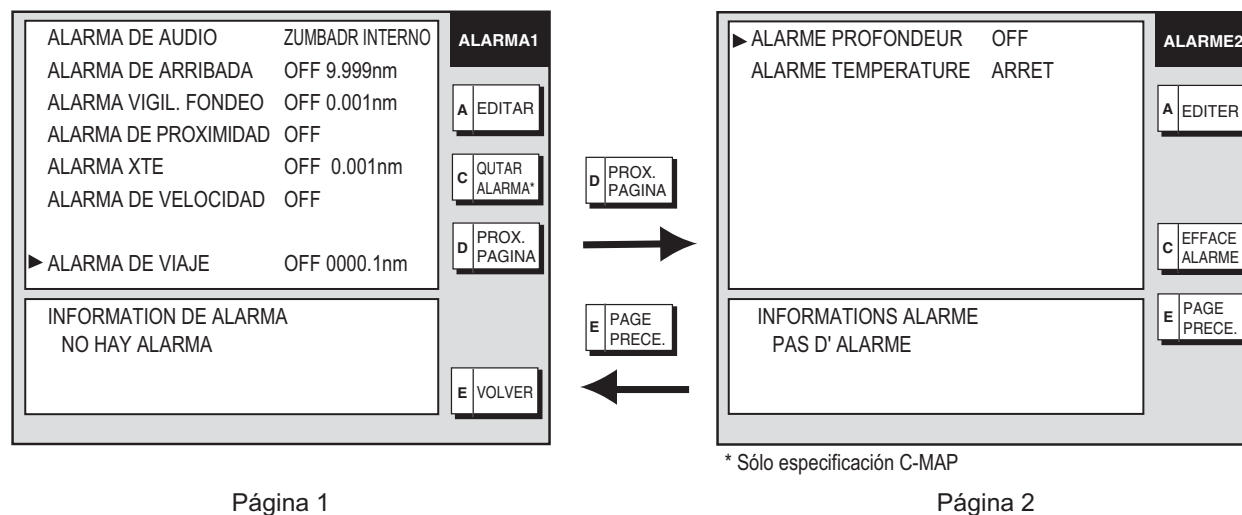 ALARMA DE AUDIO ZUMBADR INTERNO
ALARMA DE ARRIBADA OFF 9.999nm
ALARMA VIGIL. FONDEO OFF 0.001nm
ALARMA DE PROXIMIDAD OFF
ALARMA XTE OFF 0.001nm
ALARMA DE VELOCIDAD OFF
▶ ALARMA DE VIAJE OFF 0000.1nm
INFORMATION DE ALARMA
NO HAY ALARMA
ALARMA1
A EDITAR
C QUTAR
ALARMA*
D PROX.
PAGINA
E VOLVER
D PROX.
PAGINA
E PAGE
PRECE.
▶ ALARME PROFONDEUR OFF
ALARME TEMPERATURE ARRET
INFORMATIONS ALARME
PAS D' ALARME
ALARME2
A EDITER
C EFFACE
ALARME
E PAGE
PRECE.
* Sólo especificación C-MAP
Página 1
Página 2